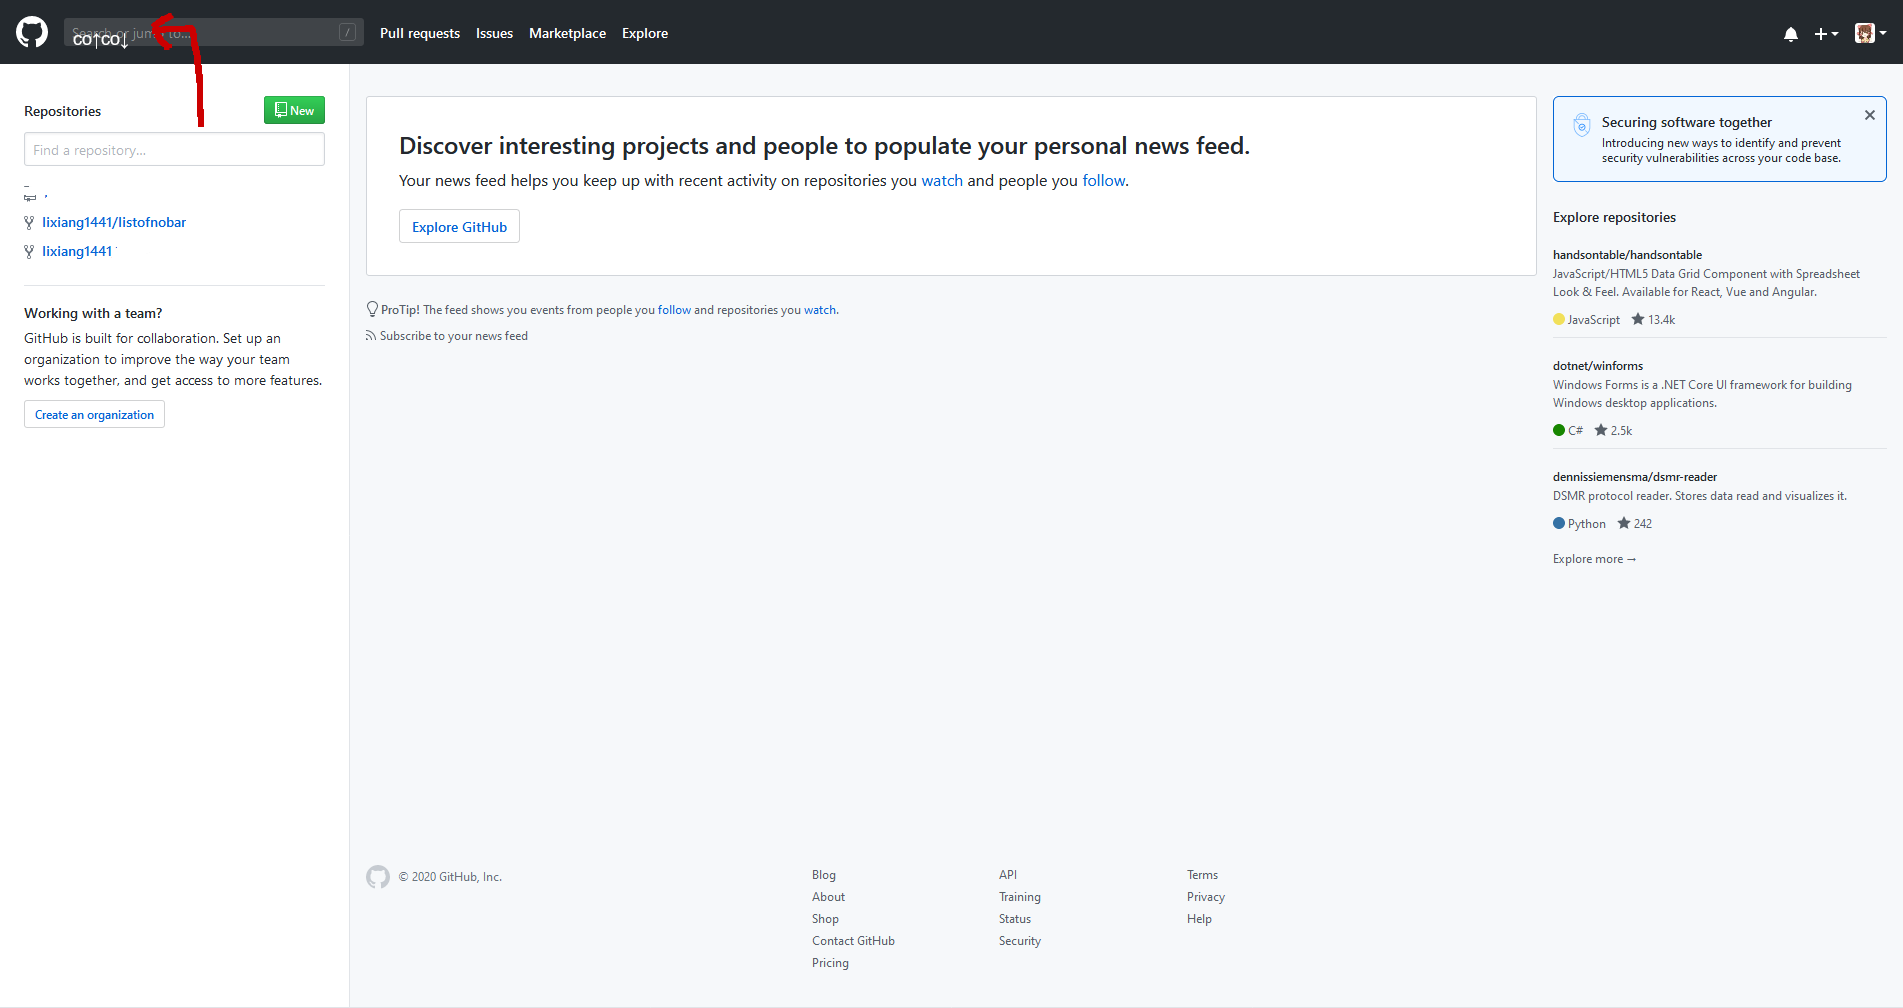 Search or jump to...
co↑co↓
/
Pull requests
Issues
Marketplace
Explore
Repositories
New
Find a repository...
lixiang1441/listofnobar
lixiang1441
Working with a team?
GitHub is built for collaboration. Set up an
organization to improve the way your team
works together, and get access to more features.
Create an organization
Discover interesting projects and people to populate your personal news feed.
Your news feed helps you keep up with recent activity on repositories you watch and people you follow.
Explore GitHub
ProTip! The feed shows you events from people you follow and repositories you watch.
Subscribe to your news feed
Securing software together
Introducing new ways to identify and prevent
security vulnerabilities across your code base.
Explore repositories
handsontable/handsontable
JavaScript/HTML5 Data Grid Component with Spreadsheet
Look & Feel. Available for React, Vue and Angular.
JavaScript 13.4k
dotnet/winforms
Windows Forms is a .NET Core UI framework for building
Windows desktop applications.
C# 2.5k
dennissiemensma/dsmr-reader
DSMR protocol reader. Stores data read and visualizes it.
Python 242
Explore more →
© 2020 GitHub, Inc.
Blog
About
Shop
Contact GitHub
Pricing
API
Training
Status
Security
Terms
Privacy
Help